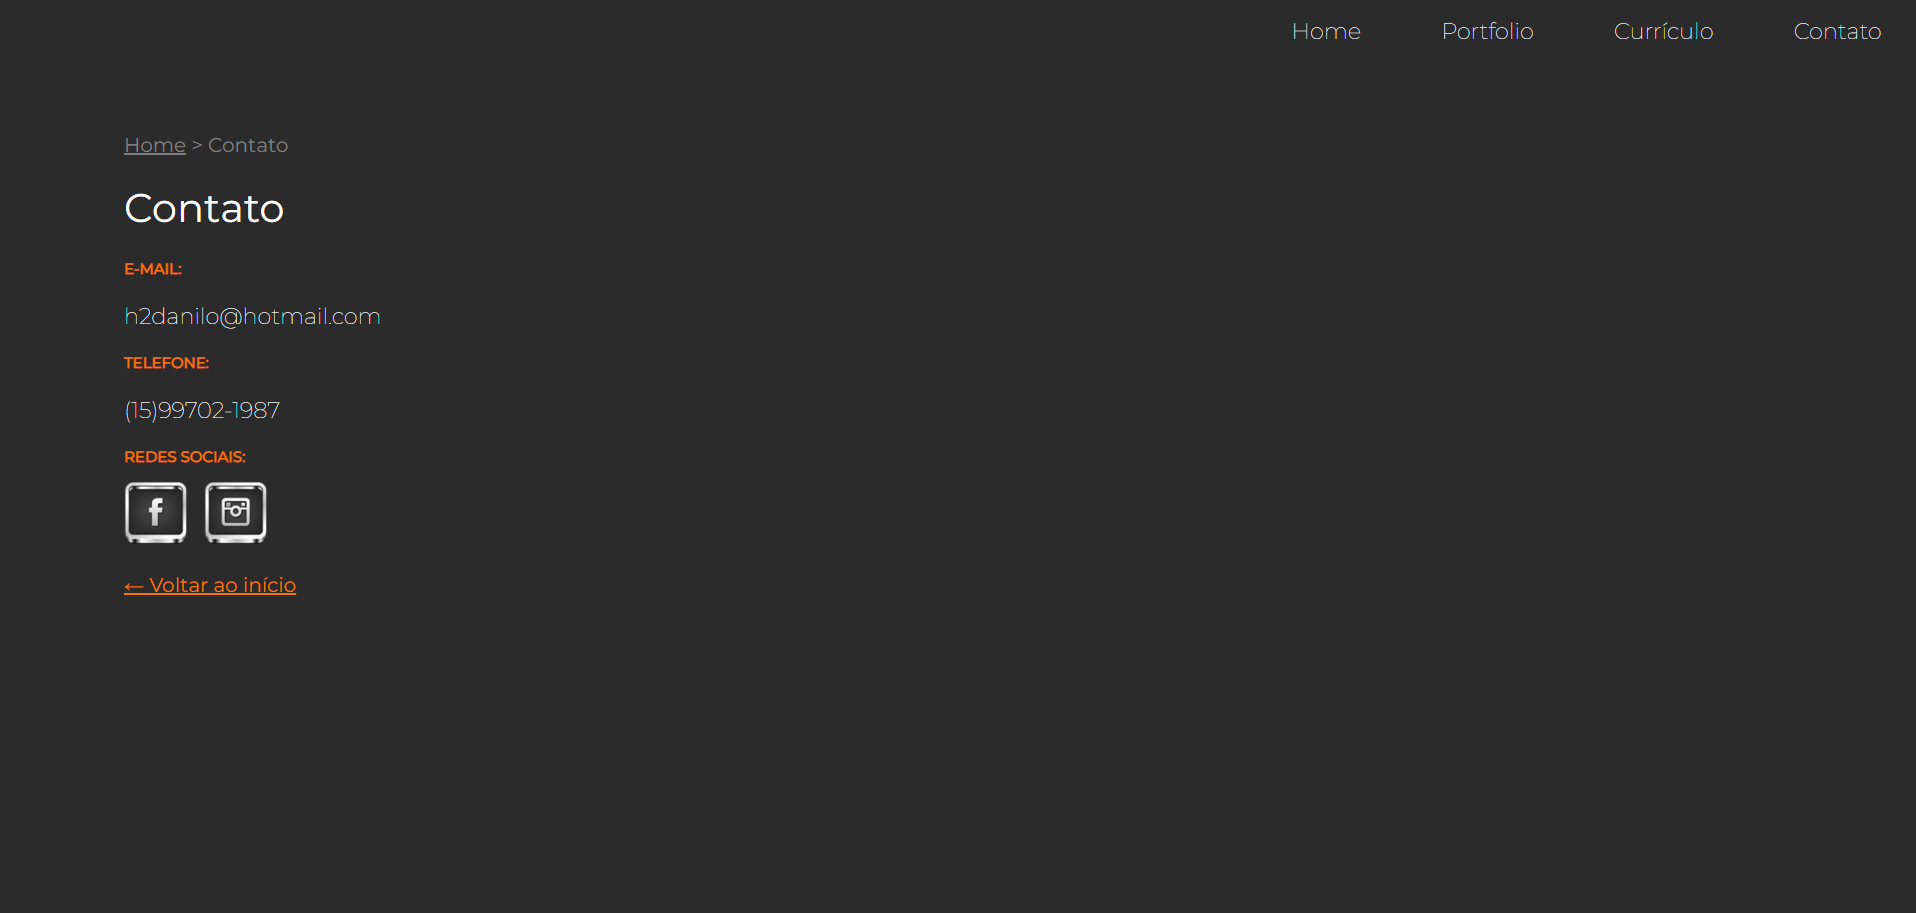 Home Portfolio Currículo Contato
Home > Contato
Contato
E-MAIL:
h2danilo@hotmail.com
TELEFONE:
(15)99702-1987
REDES SOCIAIS:
← Voltar ao início